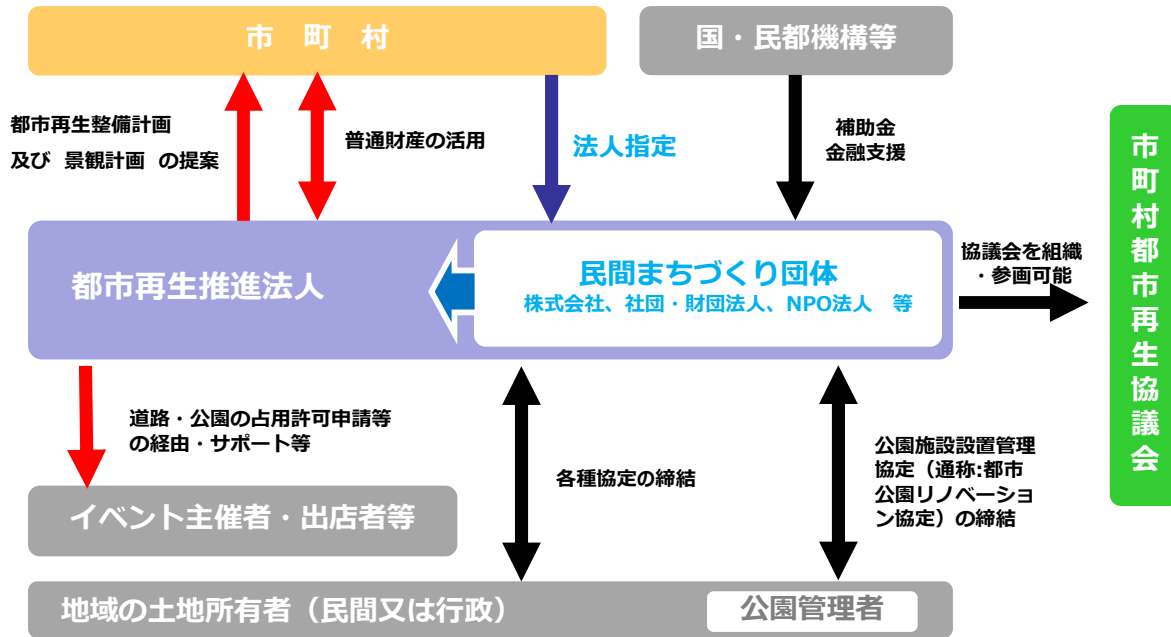 市 町 村
国・民都機構等
都市再生整備計画
及び 景観計画 の提案
普通財産の活用
法人指定
補助金
金融支援
市町村都市再生協議会
都市再生推進法人
民間まちづくり団体
株式会社、社団・財団法人、NPO法人 等
協議会を組織
・参画可能
道路・公園の占用許可申請等
の経由・サポート等
各種協定の締結
公園施設設置管理
協定（通称:都市
公園リノベーショ
ン協定）の締結
イベント主催者・出店者等
地域の土地所有者（民間又は行政）
公園管理者